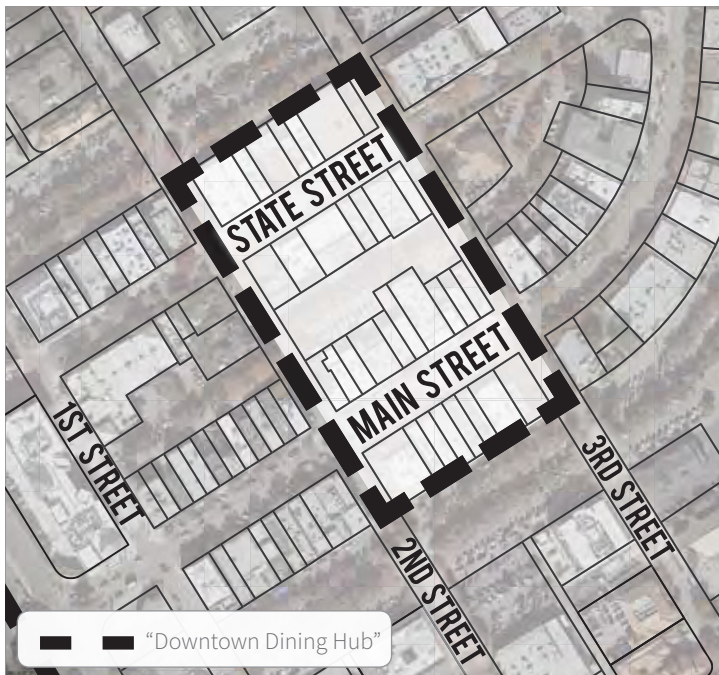 STATE STREET
MAIN STREET
1ST STREET
3RD STREET
2ND STREET
“Downtown Dining Hub”